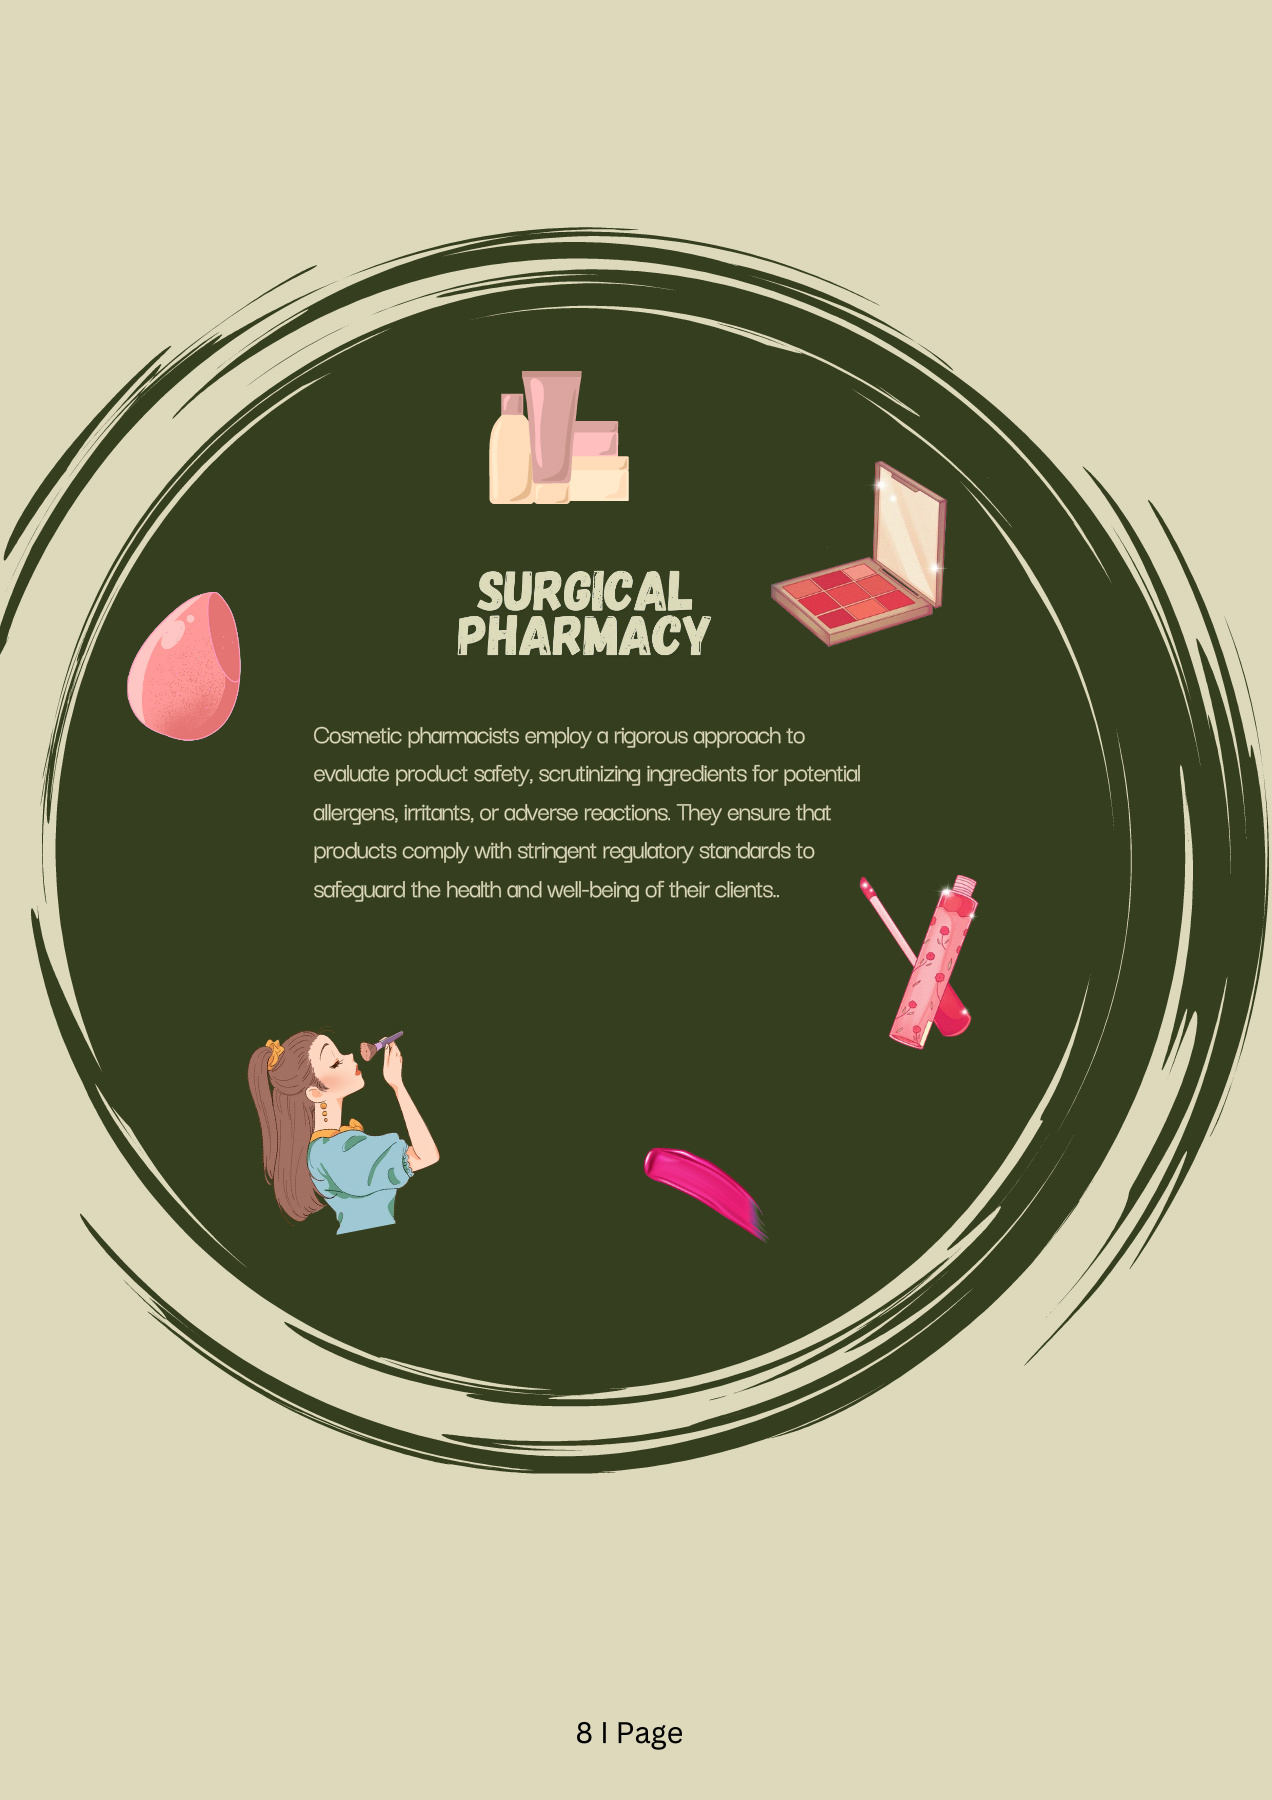 SURGICAL
PHARMACY
Cosmetic pharmacists employ a rigorous approach to
evaluate product safety, scrutinizing ingredients for potential
allergens, irritants, or adverse reactions. They ensure that
products comply with stringent regulatory standards to
safeguard the health and well-being of their clients..
8 I Page